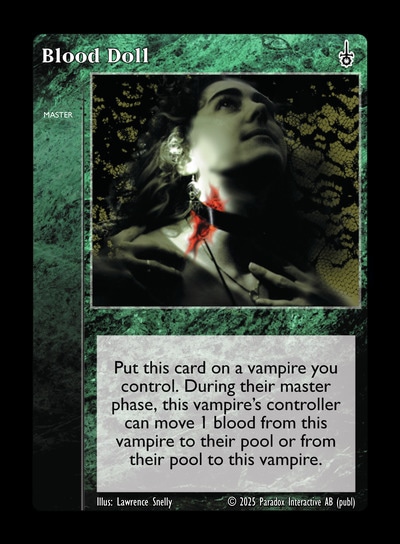 Blood Doll
MASTER
Put this card on a vampire you
control. During their master
phase, this vampire's controller
can move 1 blood from this
vampire to their pool or from
their pool to this vampire.
Illus: Lawrence Snelly © 2025 Paradox Interactive AB (publ)